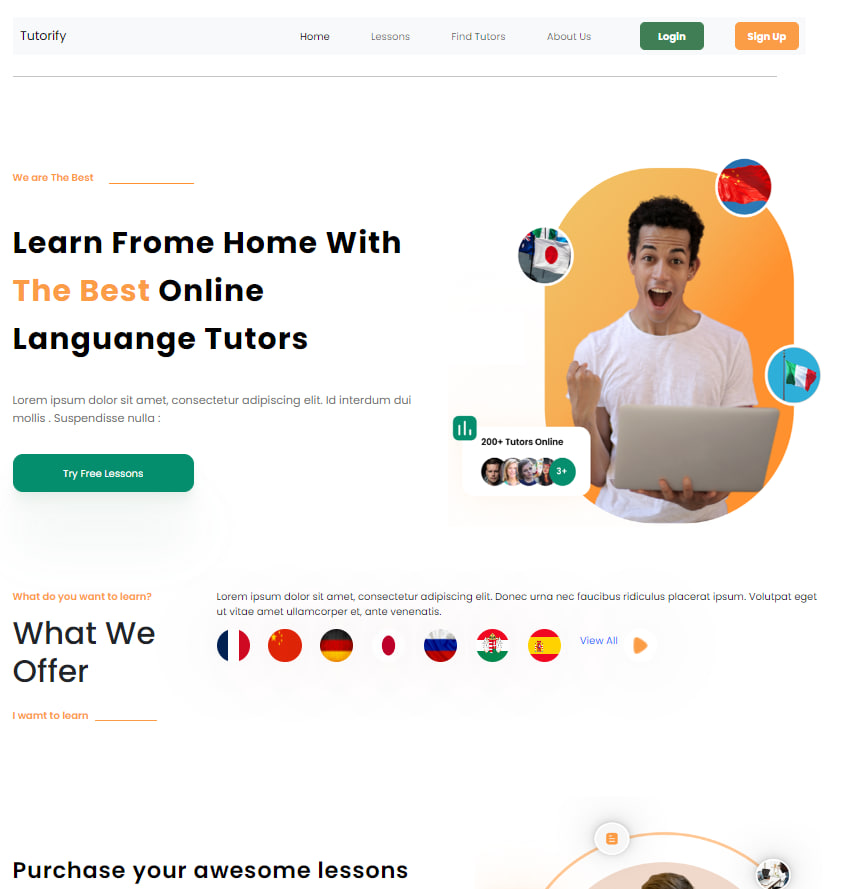 Tutorify
Home
Lessons
Find Tutors
About Us
Login
Sign Up
We are The Best
Learn Frome Home With
The Best Online
Languange Tutors
Lorem ipsum dolor sit amet, consectetur adipiscing elit. Id interdum dui
mollis . Suspendisse nulla :
Try Free Lessons
200+ Tutors Online
3+
What do you want to learn?
What We
Offer
I wamt to learn
Lorem ipsum dolor sit amet, consectetur adipiscing elit. Donec urna nec faucibus ridiculus placerat ipsum. Volutpat eget
ut vitae amet ullamcorper et, ante venenatis.
View All
Purchase your awesome lessons